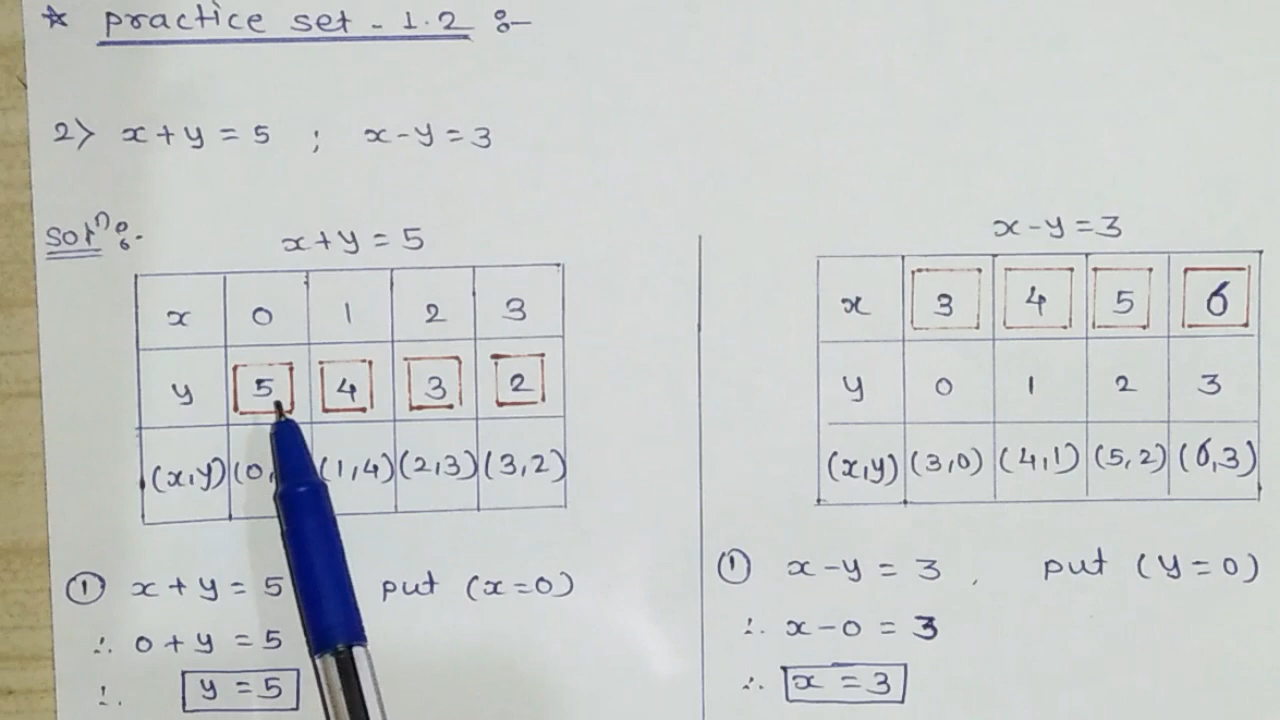 * practice set - 1.2 :-
2) x + y = 5 ; x - y = 3
Solⁿ :-
x + y = 5
x 0 1 2 3
y 5 4 3 2
(x,y) (0, (1,4) (2,3) (3,2)
① x + y = 5 put (x=0)
∴ 0 + y = 5
∴ y = 5
x - y = 3
x 3 4 5 6
y 0 1 2 3
(x,y) (3,0) (4,1) (5,2) (6,3)
① x - y = 3 , put (y=0)
∴ x - 0 = 3
∴ x = 3